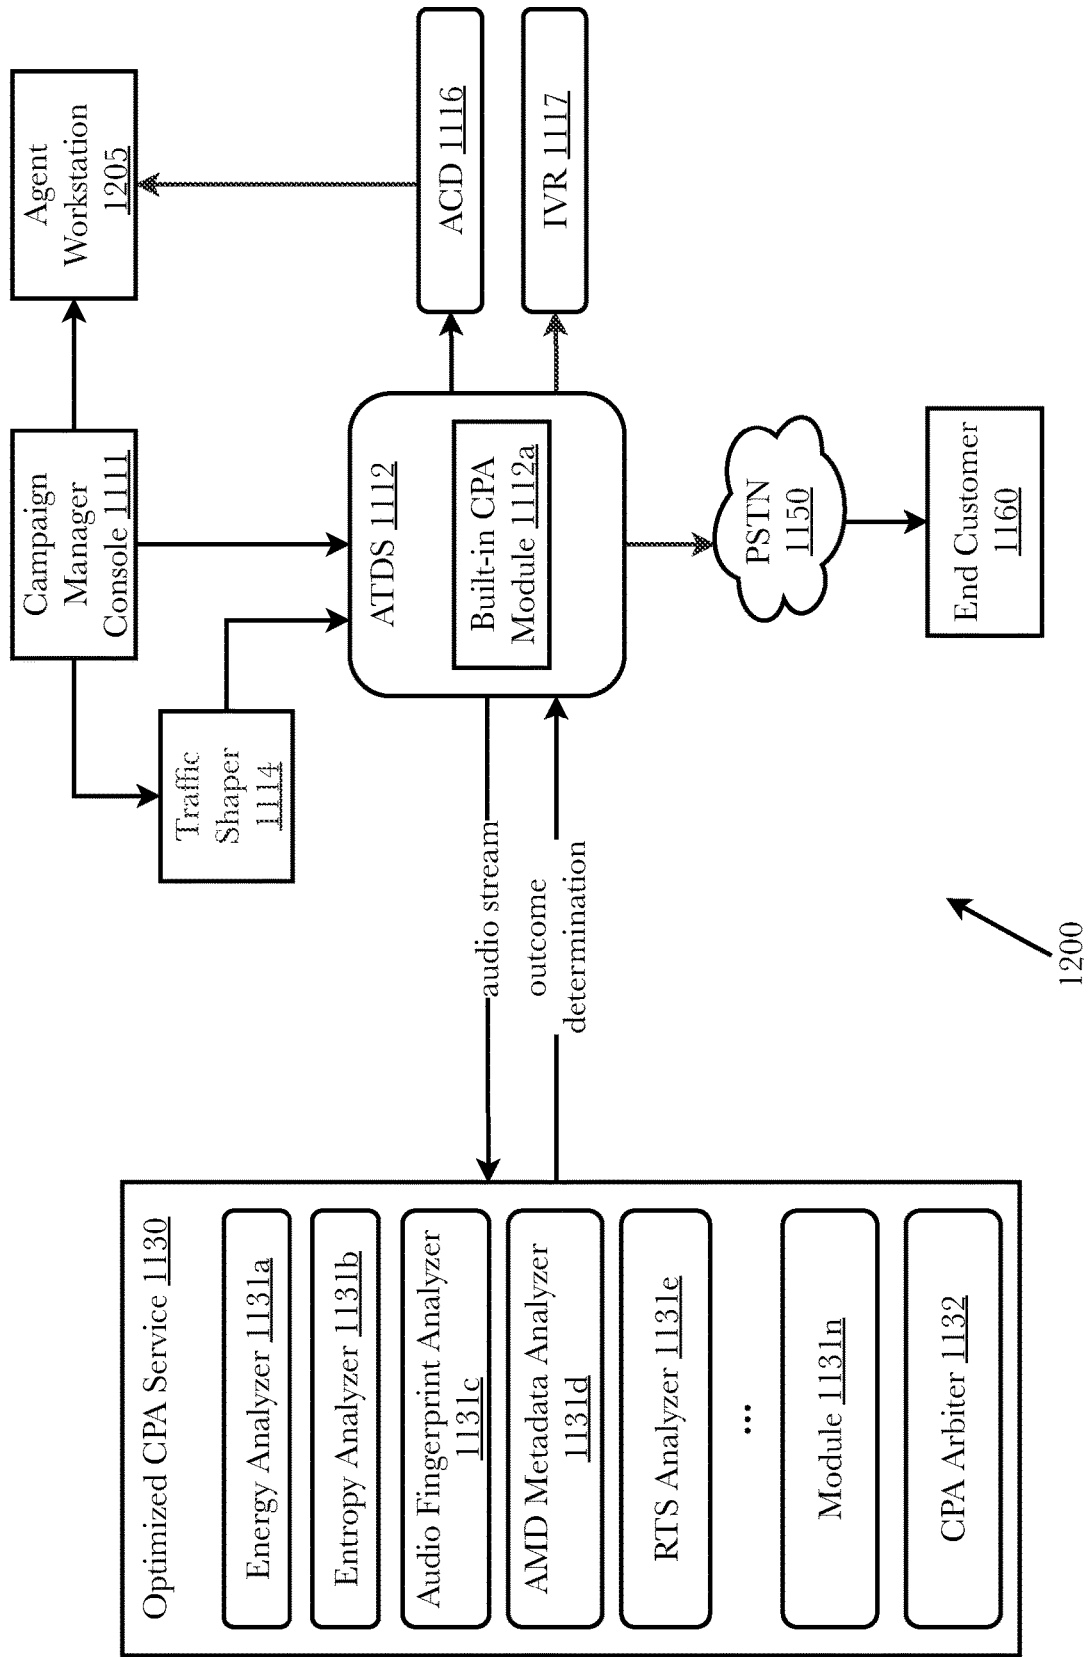 Optimized CPA Service 1130
Energy Analyzer 1131a
Entropy Analyzer 1131b
Audio Fingerprint Analyzer
1131c
AMD Metadata Analyzer
1131d
RTS Analyzer 1131e
...
Module 1131n
CPA Arbiter 1132
audio stream
outcome
determination
Traffic
Shaper
1114
Campaign
Manager
Console 1111
Agent
Workstation
1205
ATDS 1112
Built-in CPA
Module 1112a
ACD 1116
IVR 1117
PSTN
1150
End Customer
1160
1200